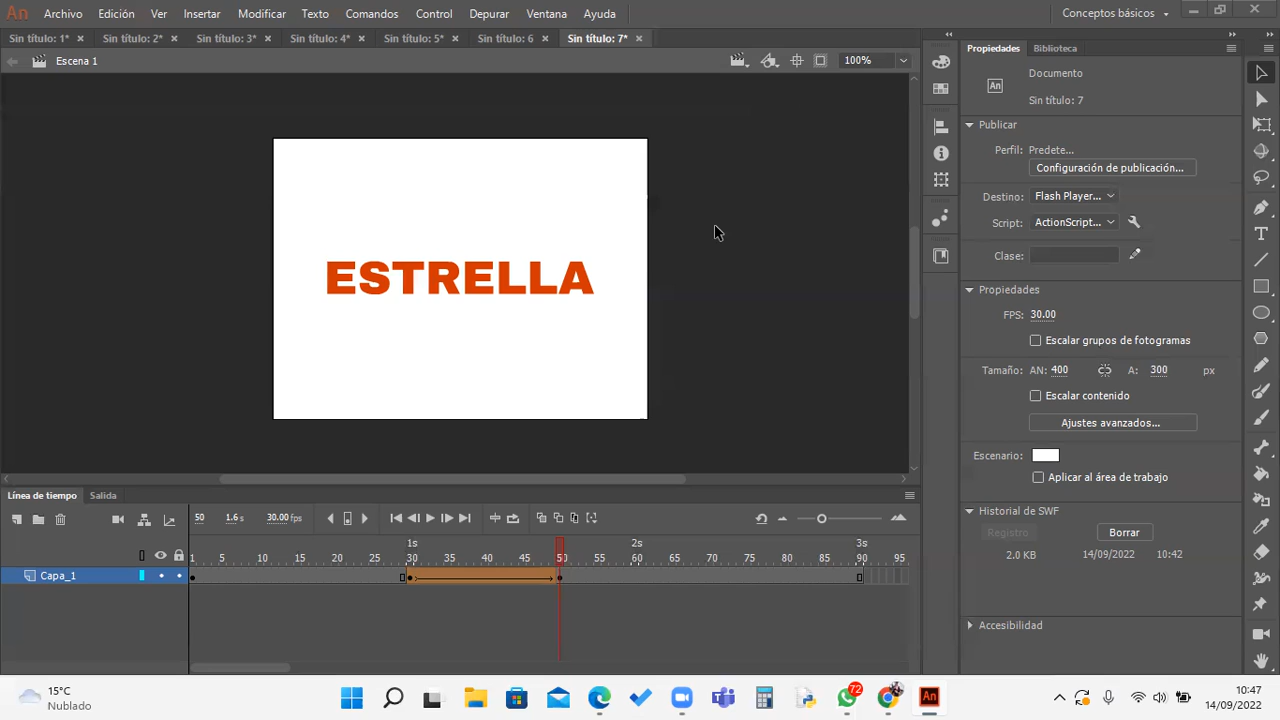 An Archivo Edición Ver Insertar Modificar Texto Comandos Control Depurar Ventana Ayuda Conceptos básicos
Sin título: 1* × Sin título: 2* × Sin título: 3* × Sin título: 4* × Sin título: 5* × Sin título: 6 × Sin título: 7* ×
Escena 1 100%
Propiedades Biblioteca
An Documento
Sin título: 7
Publicar
Perfil: Predete...
Configuración de publicación...
Destino: Flash Player...
Script: ActionScript...
Clase:
Propiedades
FPS: 30.00
Escalar grupos de fotogramas
Tamaño: AN: 400 A: 300 px
Escalar contenido
Ajustes avanzados...
Escenario:
Aplicar al área de trabajo
Historial de SWF
Registro Borrar
2.0 KB 14/09/2022 10:42
Accesibilidad
ESTRELLA
Línea de tiempo Salida
50 1.6 s 30.00 fps
1s 2s 3s
1 5 10 15 20 25 30 35 40 45 50 55 60 65 70 75 80 85 90 95
Capa_1
15°C
Nublado
72
An
10:47
14/09/2022